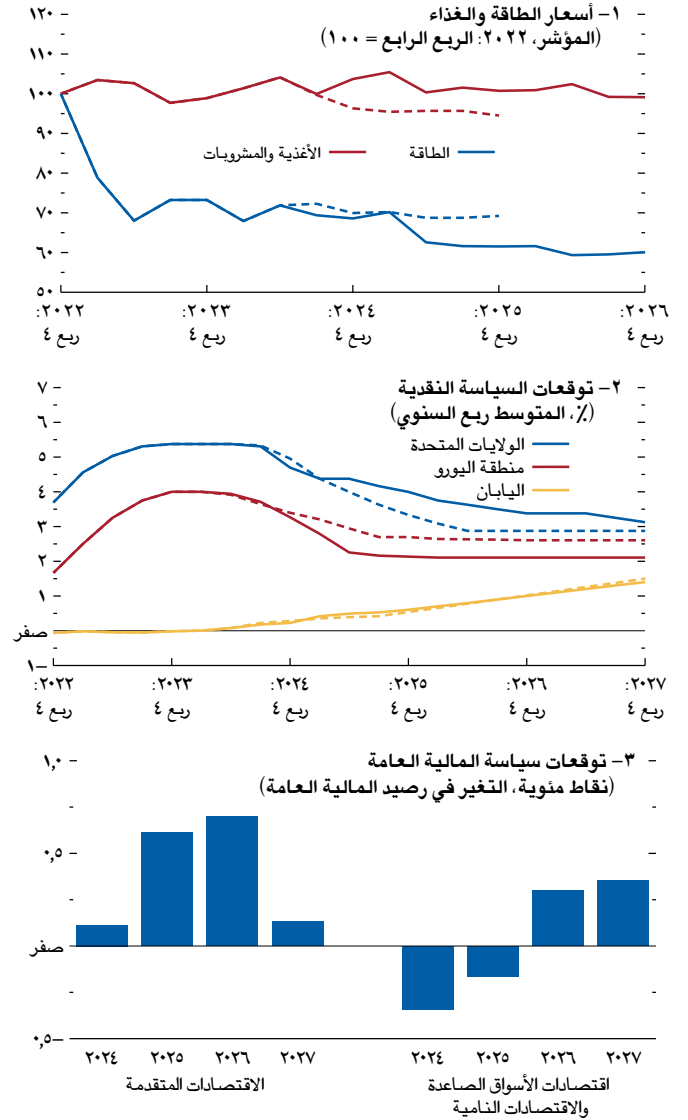 ١– أسعار الطاقة والغذاء
(المؤشر، ٢٠٢٢: الربع الرابع = ١٠٠)
١٢٠
١١٠
١٠٠
٩٠
٨٠
٧٠
٦٠
٥٠
الطاقة
الأغذية والمشروبات
٢٠٢٢: ٢٠٢٣: ٢٠٢٤: ٢٠٢٥: ٢٠٢٦:
ربع ٤ ربع ٤ ربع ٤ ربع ٤ ربع ٤
٢– توقعات السياسة النقدية
(٪، المتوسط ربع السنوي)
٧
٦
٥
٤
٣
٢
١
صفر
١–
الولايات المتحدة
منطقة اليورو
اليابان
٢٠٢٢: ٢٠٢٣: ٢٠٢٤: ٢٠٢٥: ٢٠٢٦: ٢٠٢٧:
ربع ٤ ربع ٤ ربع ٤ ربع ٤ ربع ٤ ربع ٤
٣– توقعات سياسة المالية العامة
(نقاط مئوية، التغير في رصيد المالية العامة)
١,٠
٠,٥
صفر
٠,٥–
٢٠٢٤ ٢٠٢٥ ٢٠٢٦ ٢٠٢٧
الاقتصادات المتقدمة
٢٠٢٤ ٢٠٢٥ ٢٠٢٦ ٢٠٢٧
اقتصادات الأسواق الصاعدة
والاقتصادات النامية